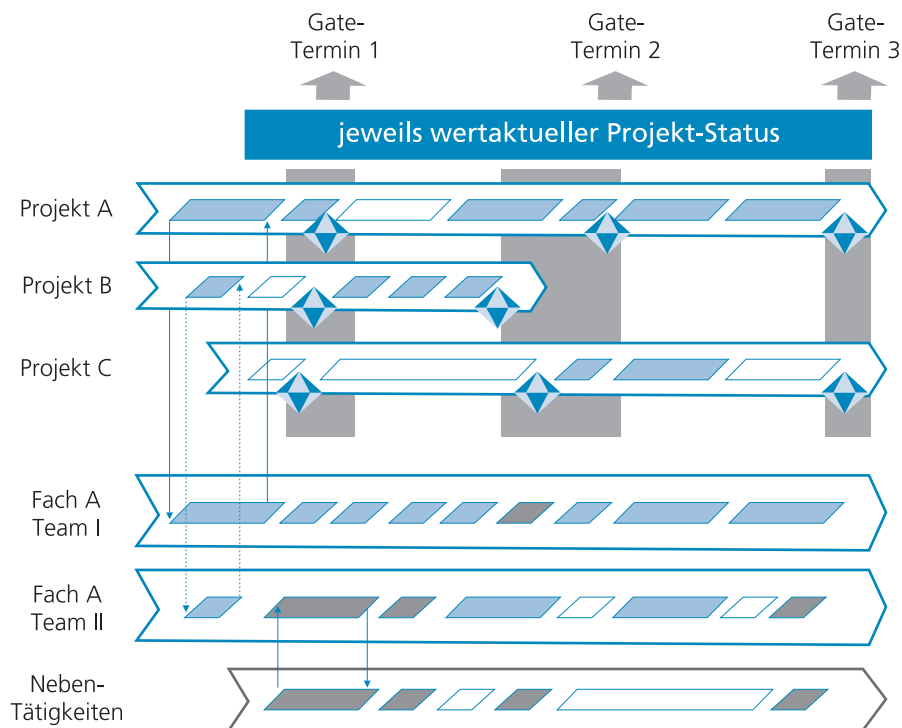 Gate-
Termin 1
Gate-
Termin 2
Gate-
Termin 3
jeweils wertaktueller Projekt-Status
Projekt A
Projekt B
Projekt C
Fach A
Team I
Fach A
Team II
Neben-
Tätigkeiten